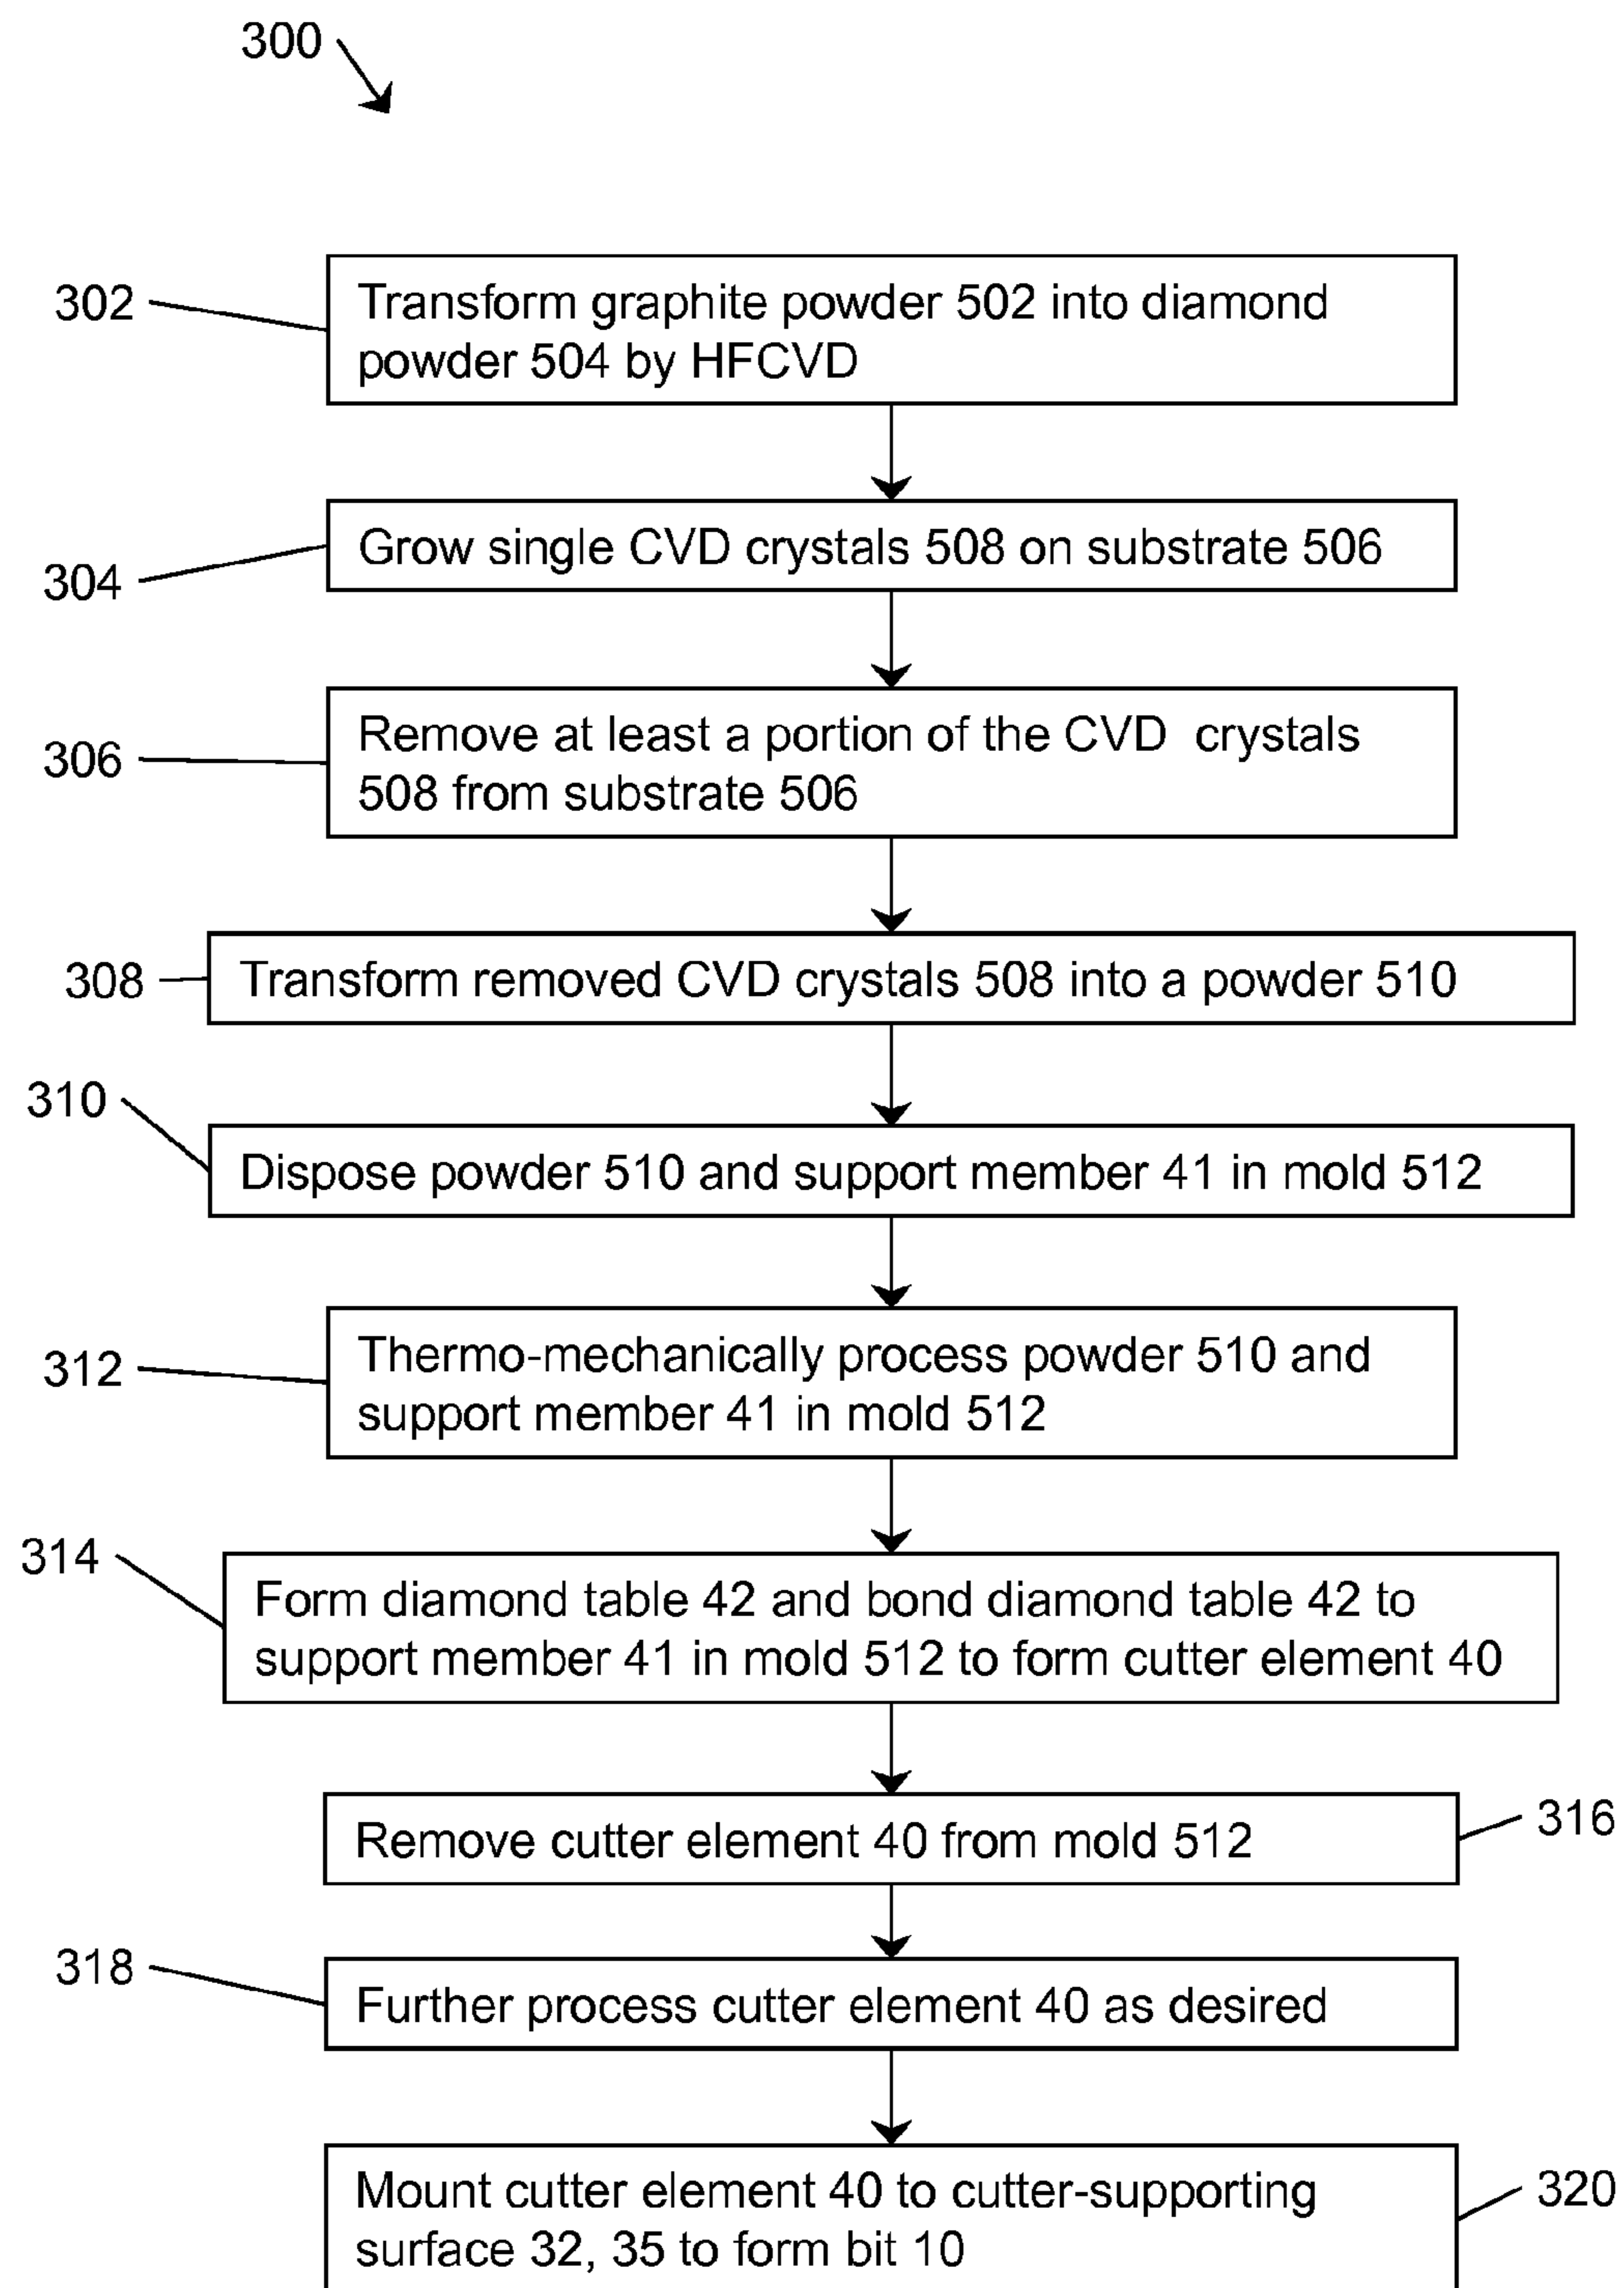 300
302
Transform graphite powder 502 into diamond
powder 504 by HFCVD
304
Grow single CVD crystals 508 on substrate 506
306
Remove at least a portion of the CVD crystals
508 from substrate 506
308
Transform removed CVD crystals 508 into a powder 510
310
Dispose powder 510 and support member 41 in mold 512
312
Thermo-mechanically process powder 510 and
support member 41 in mold 512
314
Form diamond table 42 and bond diamond table 42 to
support member 41 in mold 512 to form cutter element 40
Remove cutter element 40 from mold 512
316
318
Further process cutter element 40 as desired
Mount cutter element 40 to cutter-supporting
surface 32, 35 to form bit 10
320